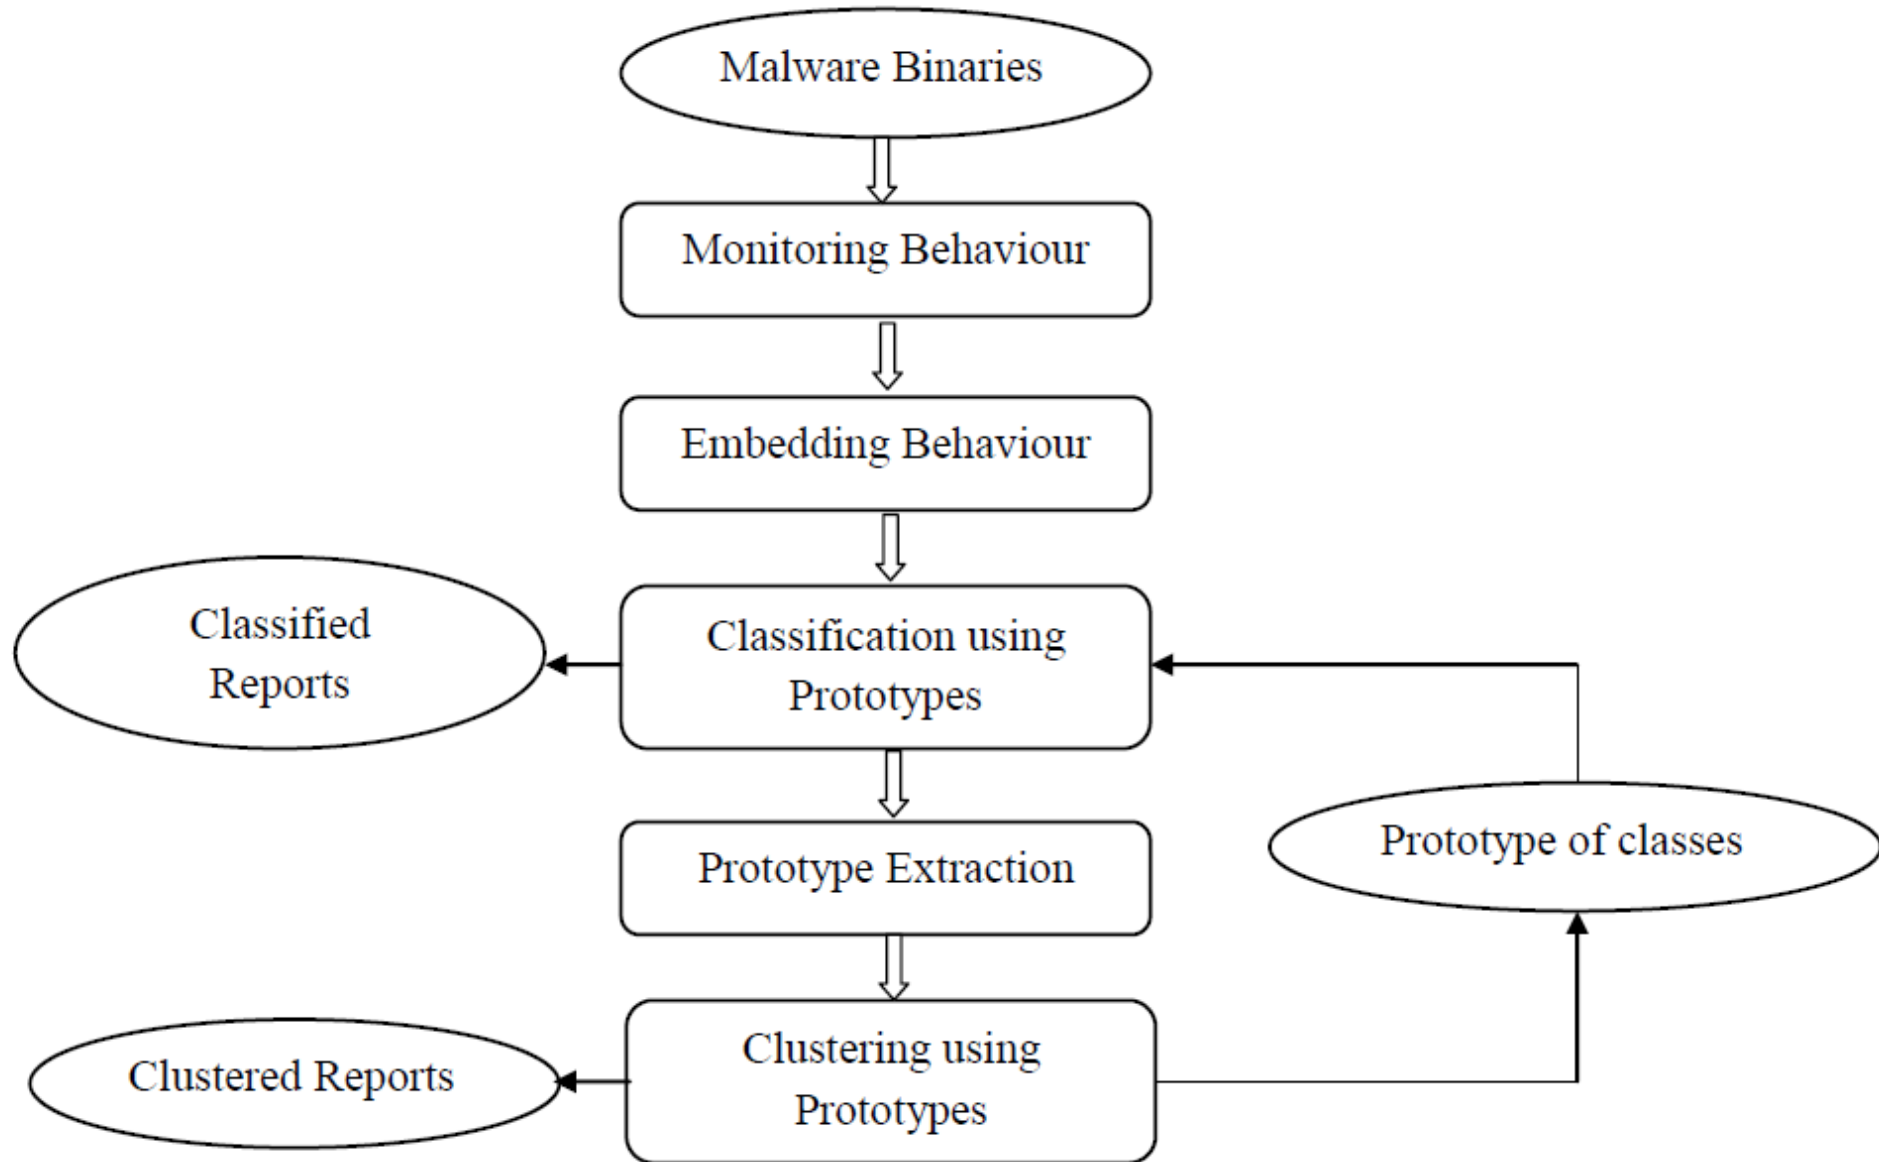 Malware Binaries
Monitoring Behaviour
Embedding Behaviour
Classified
Reports
Classification using
Prototypes
Prototype Extraction
Prototype of classes
Clustered Reports
Clustering using
Prototypes